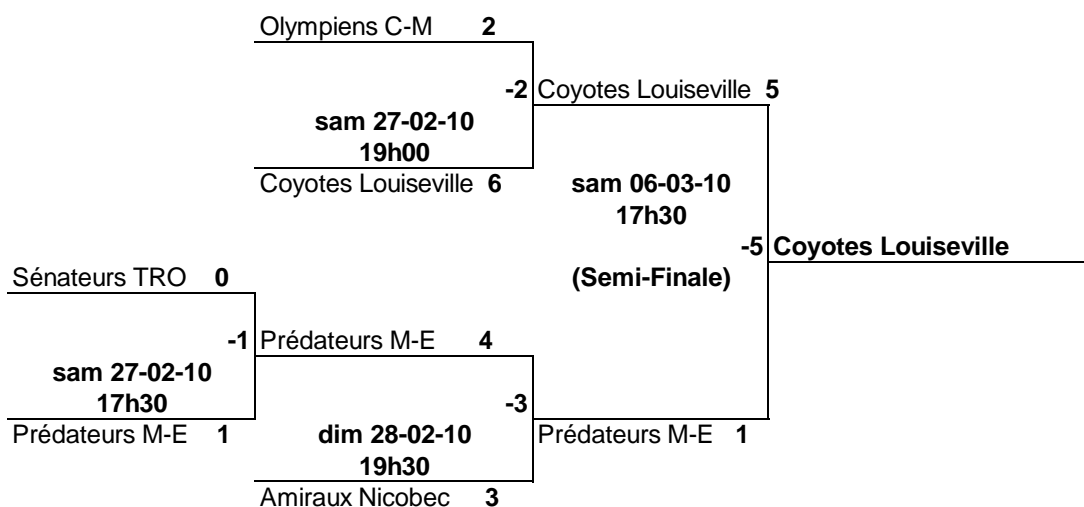 Olympiens C-M 2
-2 Coyotes Louiseville 5
sam 27-02-10
19h00
Coyotes Louiseville 6
sam 06-03-10
17h30
-5 Coyotes Louiseville
Sénateurs TRO 0
(Semi-Finale)
-1 Prédateurs M-E 4
sam 27-02-10
17h30
-3
Prédateurs M-E 1
dim 28-02-10
Prédateurs M-E 1
19h30
Amiraux Nicobec 3